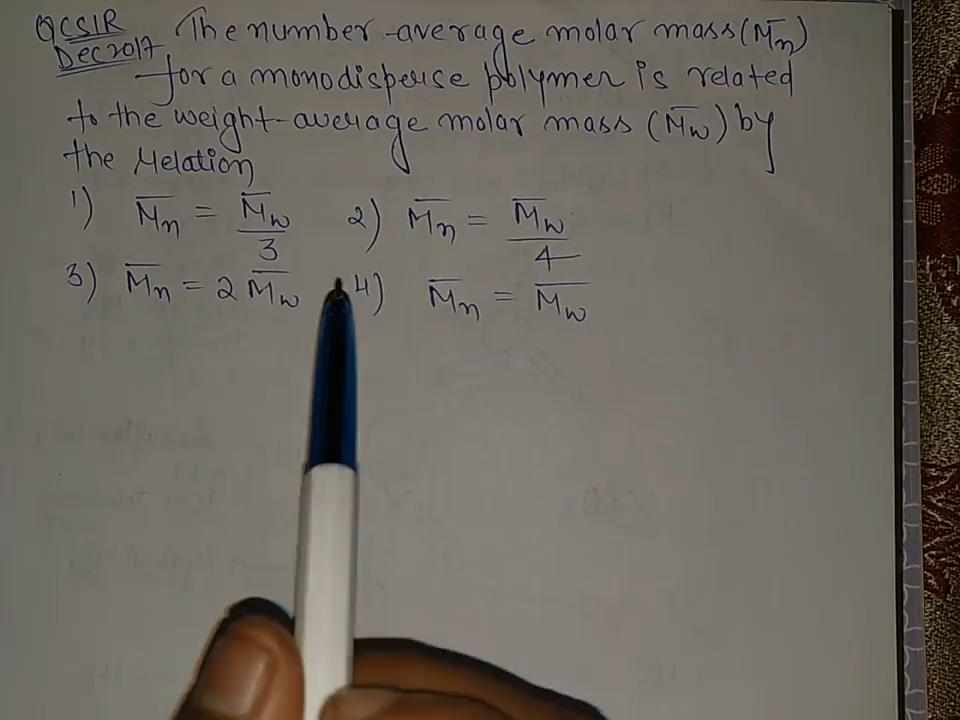 Q CSIR The number-average molar mass (M̅n)
Dec 2017, for a monodisperse polymer is related
to the weight-average molar mass (M̅w) by
the relation
1) M̅n = M̅w/3 2) M̅n = M̅w/4
3) M̅n = 2 M̅w 4) M̅n = M̅w